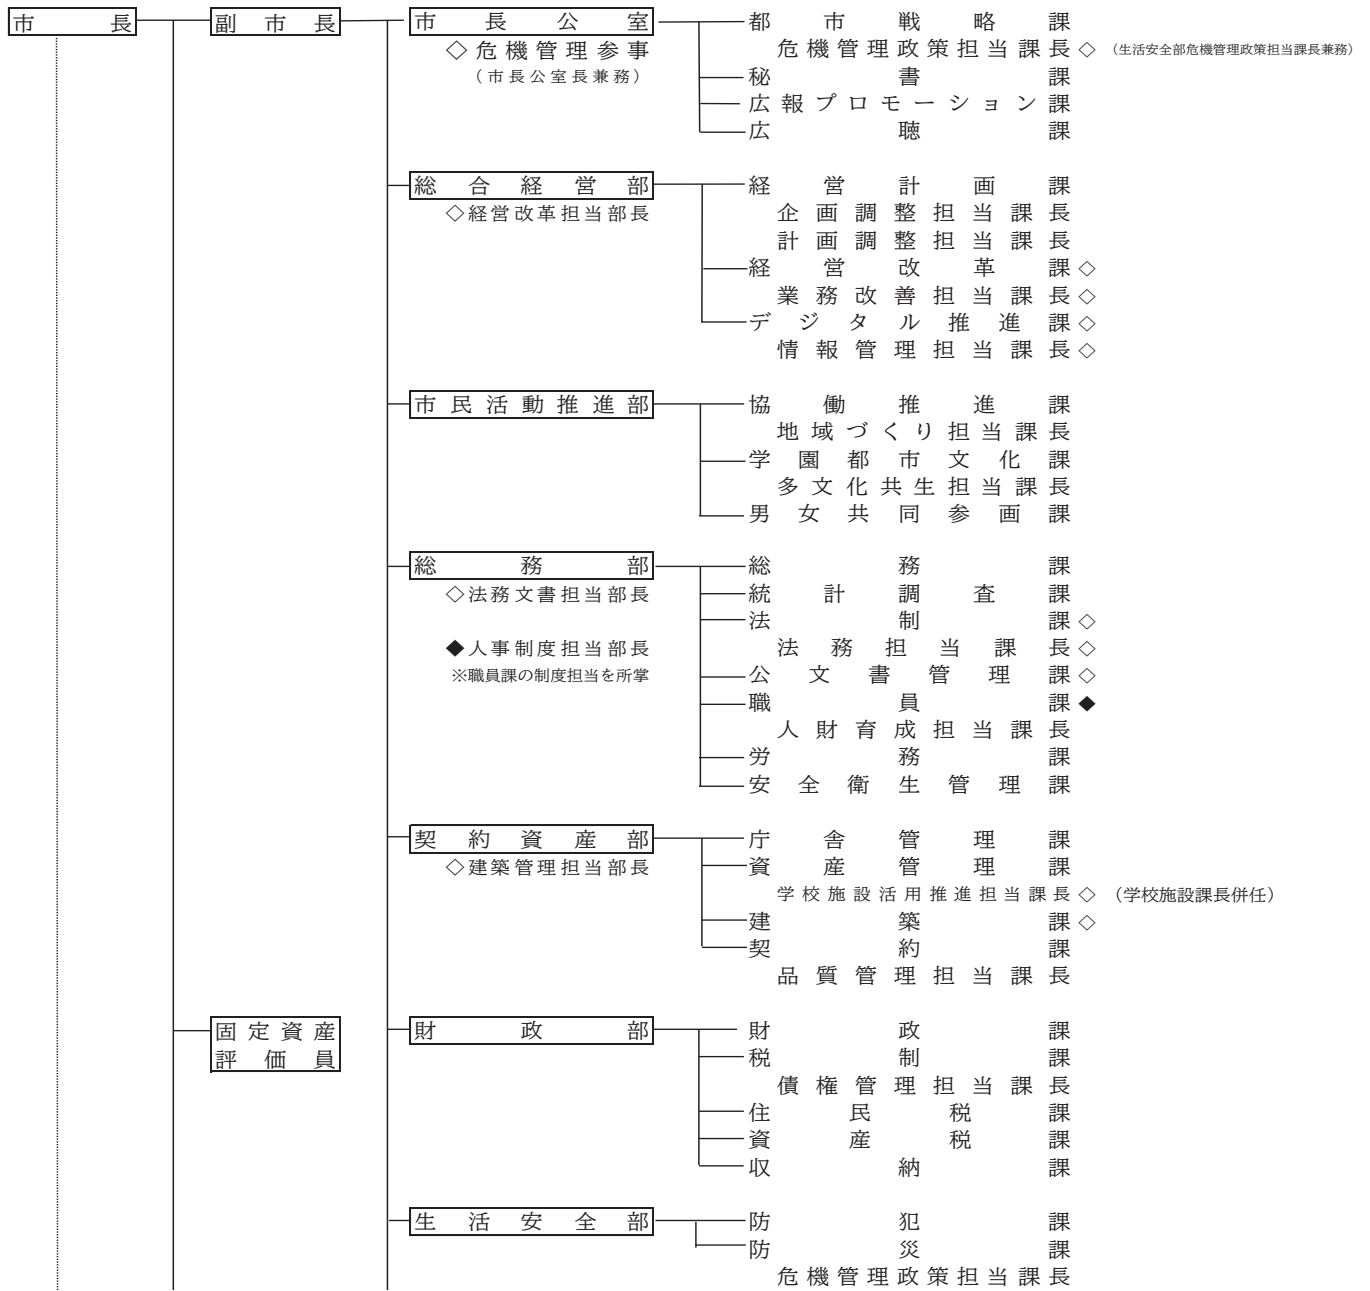 市長 副市長 市長公室 都市戦略課
◇危機管理参事 危機管理政策担当課長◇ (生活安全部危機管理政策担当課長兼務)
(市長公室長兼務) 秘書課
広報プロモーション課
広聴課
総合経営部 経営計画課
◇経営改革担当部長 企画調整担当課長
計画調整担当課長
経営改革課◇
業務改善担当課長◇
デジタル推進課◇
情報管理担当課長◇
市民活動推進部 協働推進課
地域づくり担当課長
学園都市文化課
多文化共生担当課長
男女共同参画課
総務部 総務課
◇法務文書担当部長 統計調査課
法制課◇
◆人事制度担当部長 法務担当課長◇
※職員課の制度担当を所掌 公文書管理課◇
職員課◆
人財育成担当課長
労務課
安全衛生管理課
契約資産部 庁舎管理課
◇建築管理担当部長 資産管理課
学校施設活用推進担当課長◇ (学校施設課長併任)
建築課◇
契約課
品質管理担当課長
固定資産 財政部 財政課
評価員 税制課
債権管理担当課長
住民税課
資産税課
収納課
生活安全部 防犯課
防災課
危機管理政策担当課長